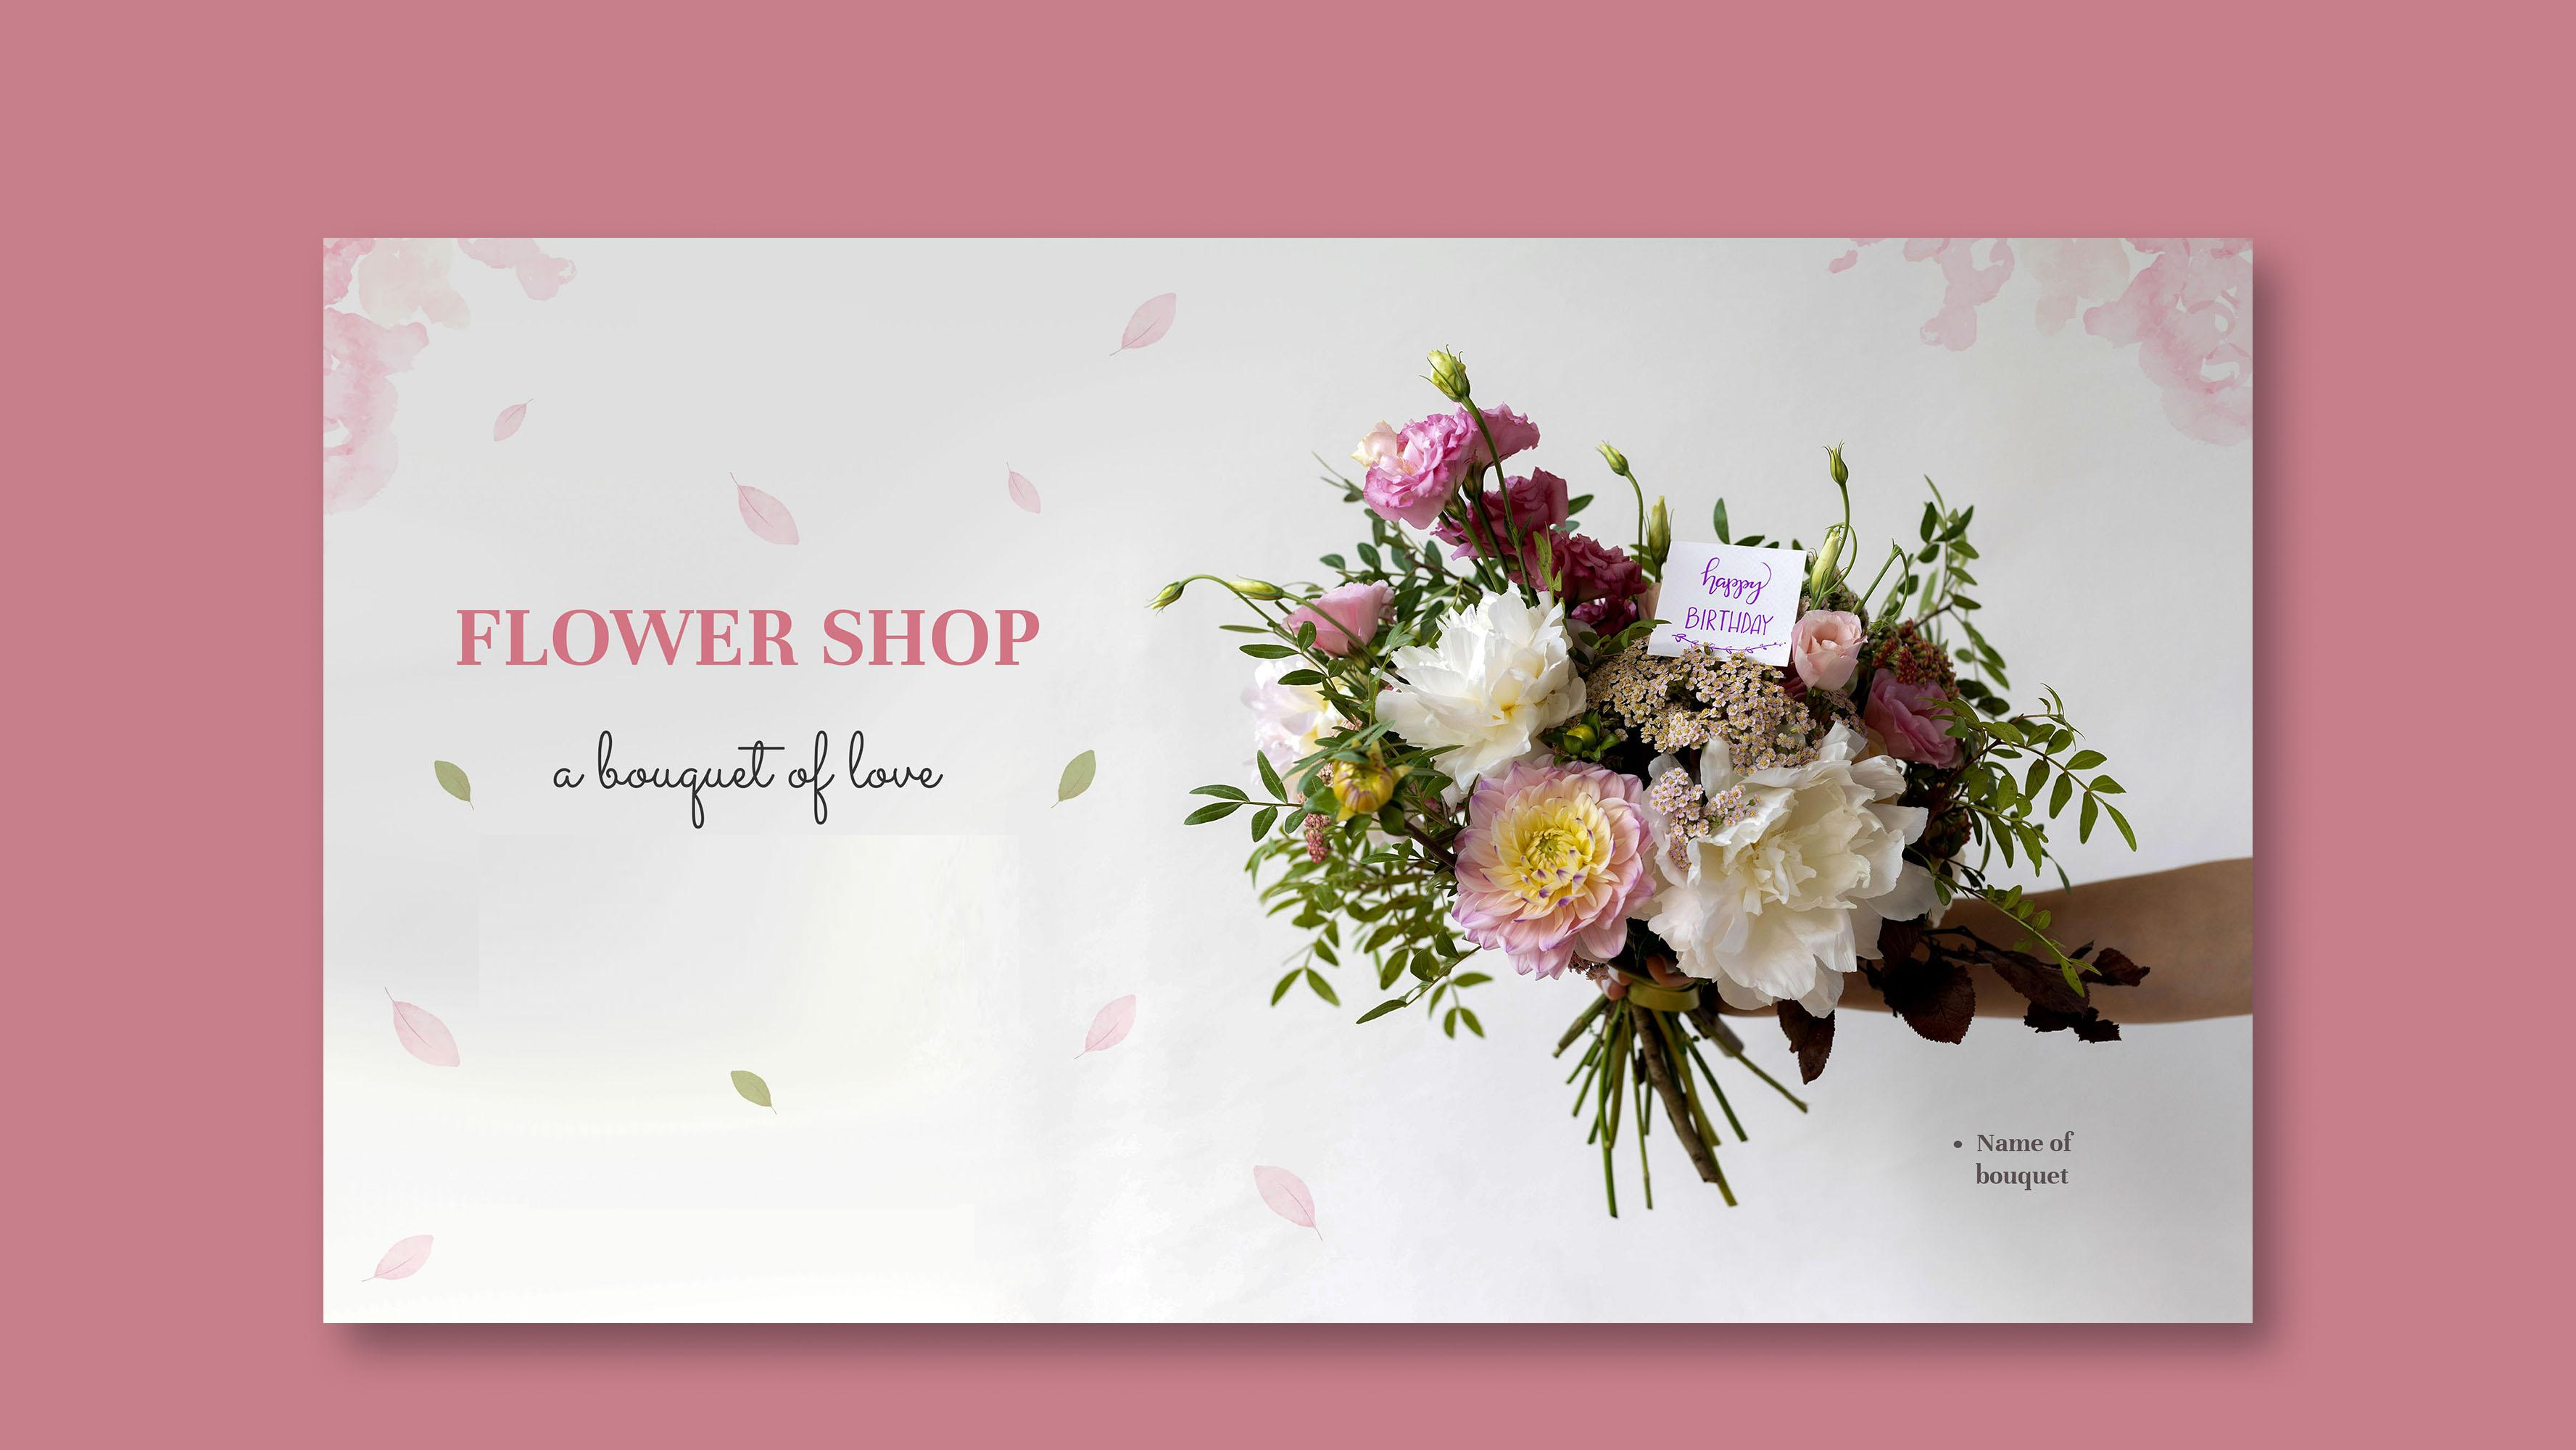 FLOWER SHOP
a bouquet of love
happy
BIRTHDAY
• Name of
bouquet